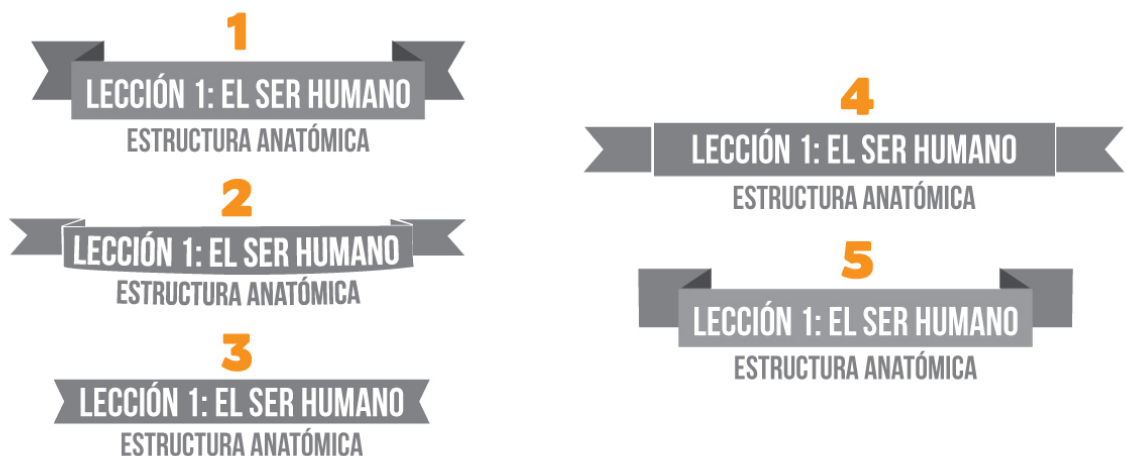 1
LECCIÓN 1: EL SER HUMANO
ESTRUCTURA ANATÓMICA
2
LECCIÓN 1: EL SER HUMANO
ESTRUCTURA ANATÓMICA
3
LECCIÓN 1: EL SER HUMANO
ESTRUCTURA ANATÓMICA
4
LECCIÓN 1: EL SER HUMANO
ESTRUCTURA ANATÓMICA
5
LECCIÓN 1: EL SER HUMANO
ESTRUCTURA ANATÓMICA